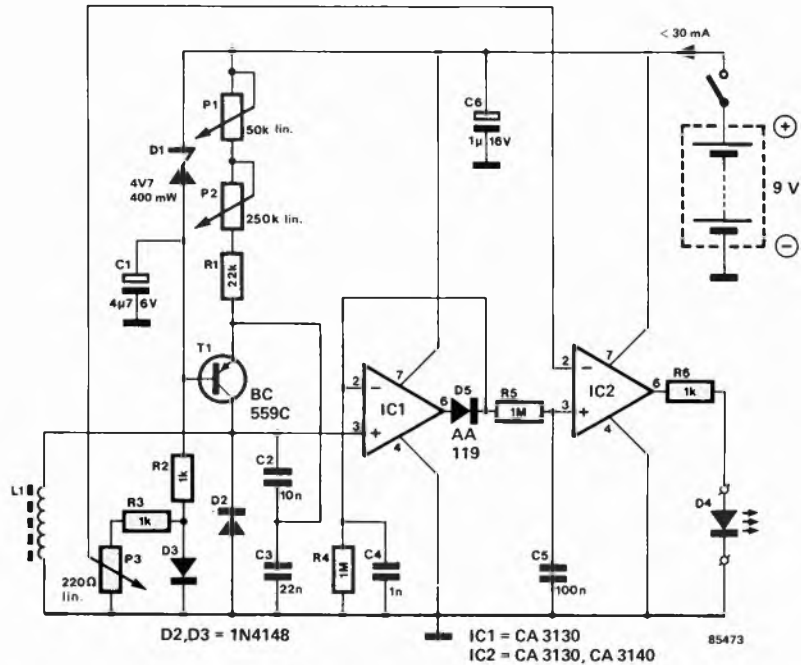 < 30 mA
P1
50k lin.
C6
1µ 16V
+
9 V
−
D1
4V7
400 mW
P2
250k lin.
R1
22k
C1
4µ7 6V
T1
BC
559C
2
−
7
IC1
6
3
+
4
D5
AA
119
R5
1M
2
−
7
IC2
6
3
+
4
R6
1k
L1
R2
1k
R3
1k
P3
220Ω
lin.
D3
D2
C2
10n
C3
22n
R4
1M
C4
1n
C5
100n
D4
D2,D3 = 1N4148
IC1 = CA 3130
IC2 = CA 3130, CA 3140
85473